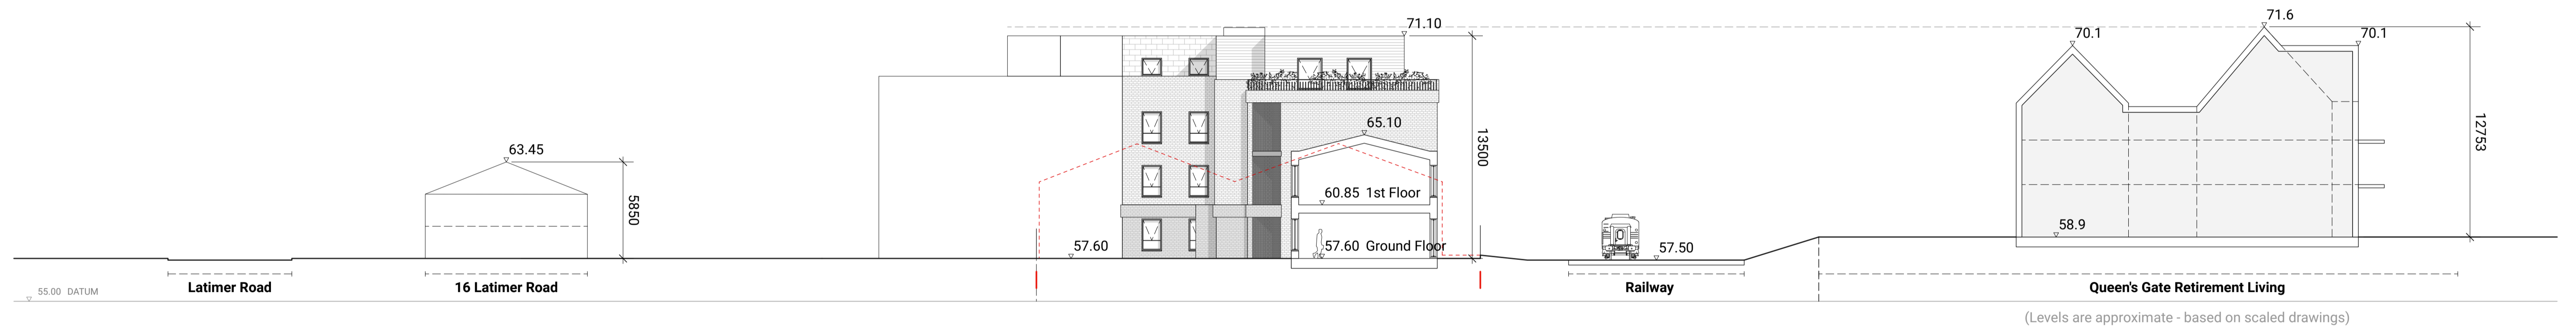 71.6
71.10
70.1
70.1
65.10
13500
12753
63.45
5850
60.85 1st Floor
58.9
57.60
57.60 Ground Floor
57.50
Latimer Road
16 Latimer Road
Railway
Queen's Gate Retirement Living
55.00 DATUM
(Levels are approximate - based on scaled drawings)